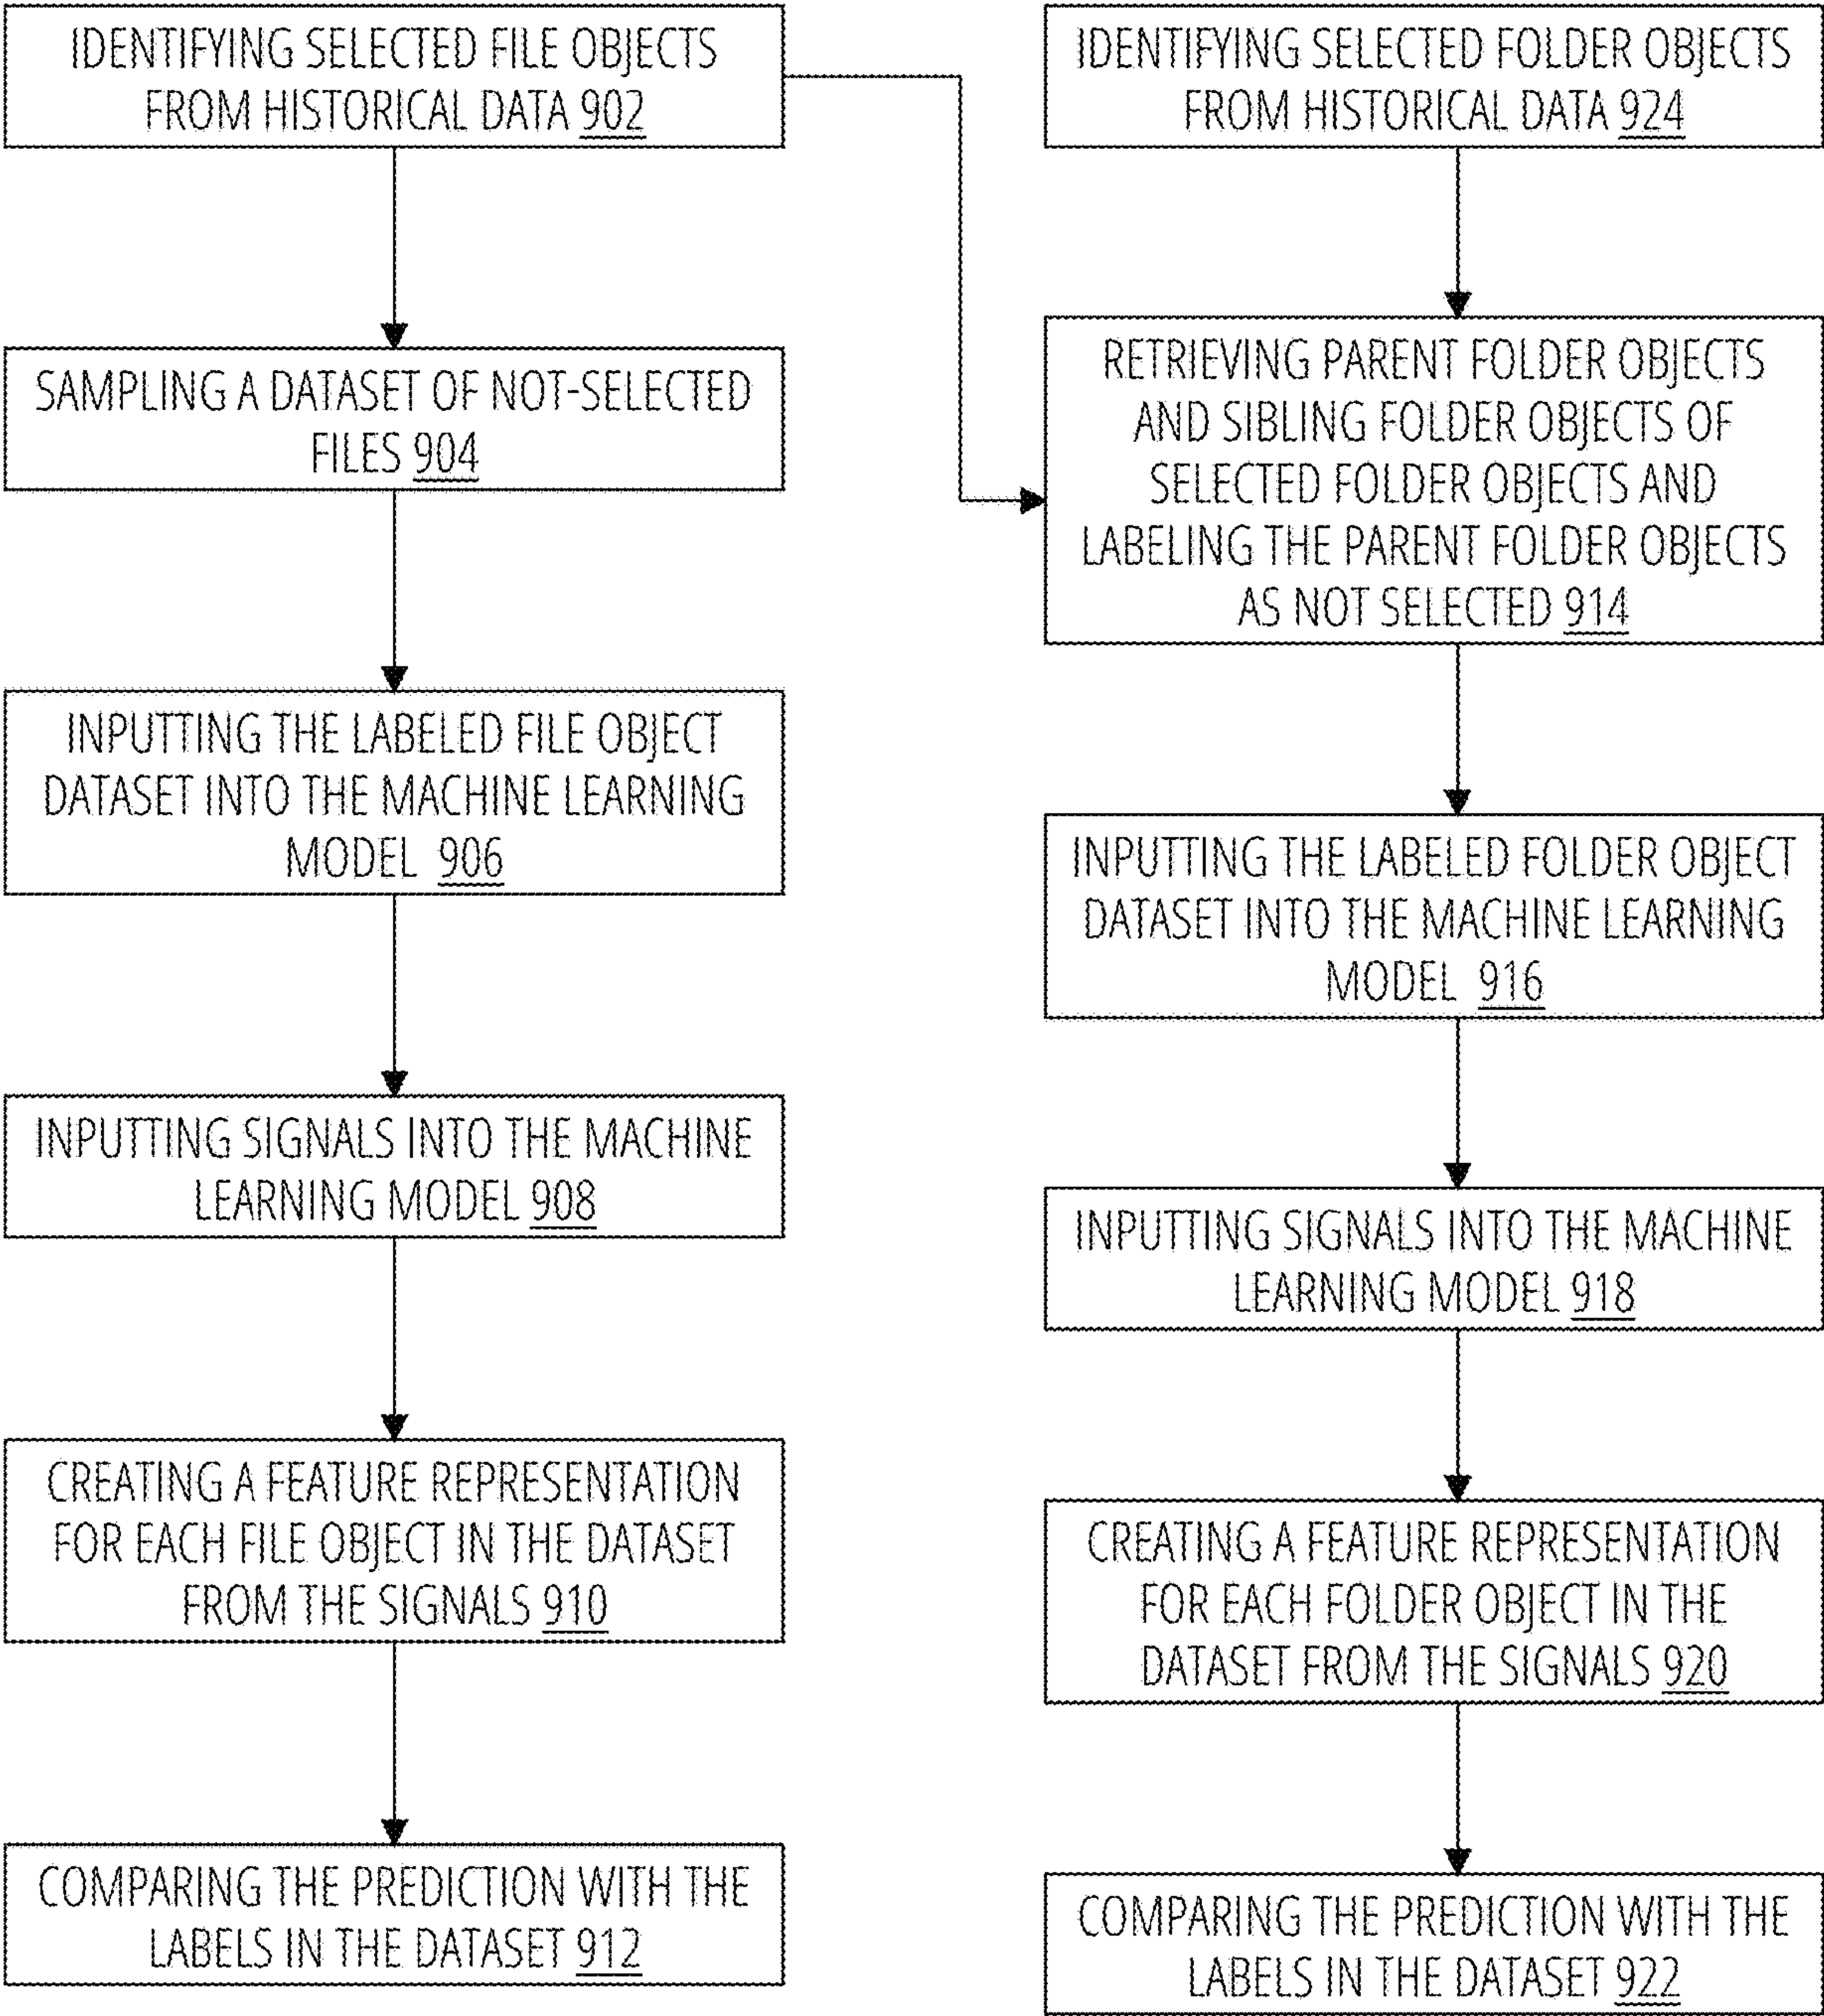 IDENTIFYING SELECTED FILE OBJECTS
FROM HISTORICAL DATA 902
SAMPLING A DATASET OF NOT-SELECTED
FILES 904
INPUTTING THE LABELED FILE OBJECT
DATASET INTO THE MACHINE LEARNING
MODEL 906
INPUTTING SIGNALS INTO THE MACHINE
LEARNING MODEL 908
CREATING A FEATURE REPRESENTATION
FOR EACH FILE OBJECT IN THE DATASET
FROM THE SIGNALS 910
COMPARING THE PREDICTION WITH THE
LABELS IN THE DATASET 912
IDENTIFYING SELECTED FOLDER OBJECTS
FROM HISTORICAL DATA 924
RETRIEVING PARENT FOLDER OBJECTS
AND SIBLING FOLDER OBJECTS OF
SELECTED FOLDER OBJECTS AND
LABELING THE PARENT FOLDER OBJECTS
AS NOT SELECTED 914
INPUTTING THE LABELED FOLDER OBJECT
DATASET INTO THE MACHINE LEARNING
MODEL 916
INPUTTING SIGNALS INTO THE MACHINE
LEARNING MODEL 918
CREATING A FEATURE REPRESENTATION
FOR EACH FOLDER OBJECT IN THE
DATASET FROM THE SIGNALS 920
COMPARING THE PREDICTION WITH THE
LABELS IN THE DATASET 922